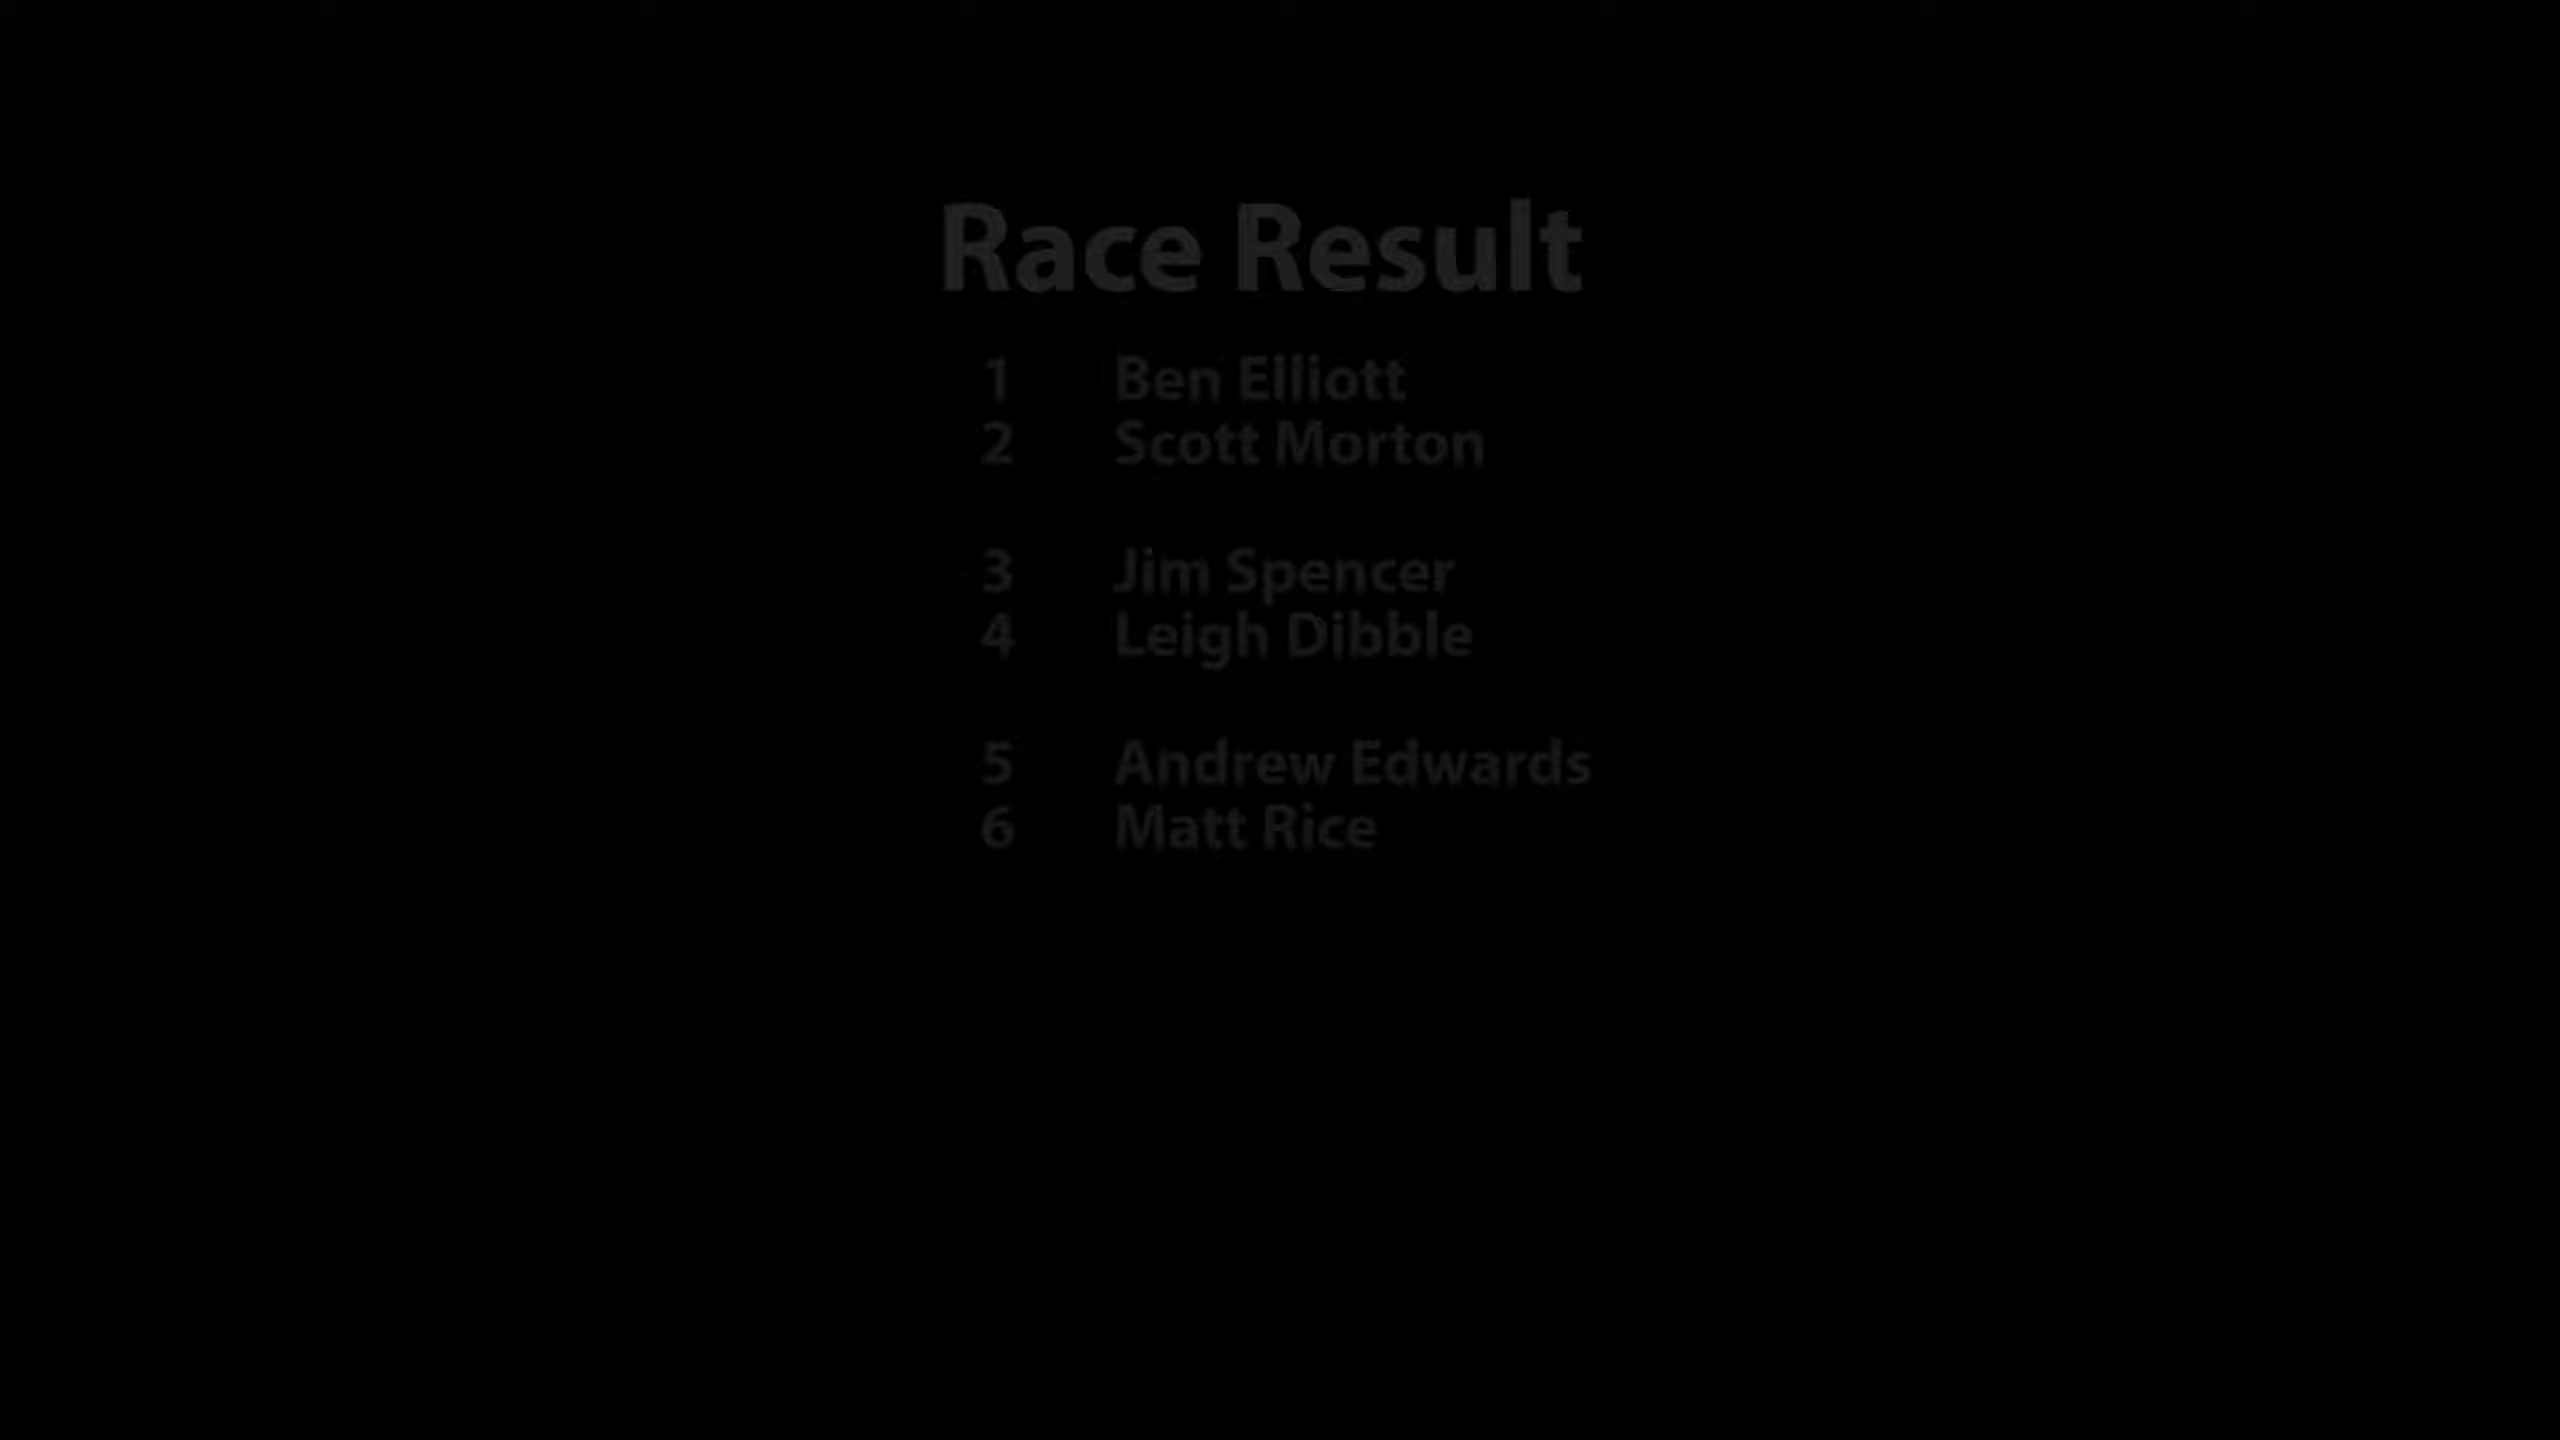 Race Result
1 Ben Elliott
2 Scott Morton
3 Jim Spencer
4 Leigh Dibble
5 Andrew Edwards
6 Matt Rice